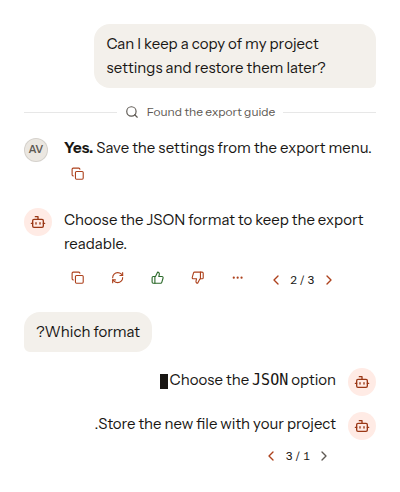 Can I keep a copy of my project
settings and restore them later?
Found the export guide
AV
Yes. Save the settings from the export menu.
Choose the JSON format to keep the export
readable.
2 / 3
?Which format
Choose the JSON option
.Store the new file with your project
3 / 1